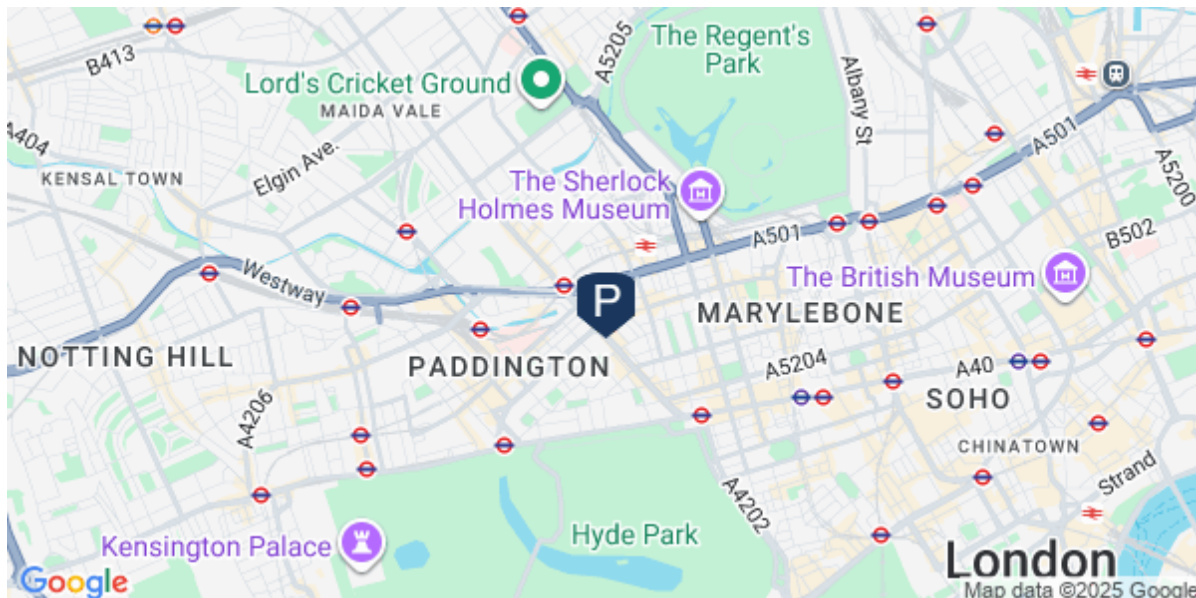 B413
A5205
The Regent's
Park
Lord's Cricket Ground
MAIDA VALE
Albany St
A501
A404
KENSAL TOWN
Elgin Ave.
A5200
The Sherlock
Holmes Museum
A501
B502
Westway
The British Museum
P
MARYLEBONE
NOTTING HILL
PADDINGTON
A5204
A40
SOHO
A4206
CHINATOWN
Strand
A4202
Hyde Park
Kensington Palace
London
Google
Map data ©2025 Google